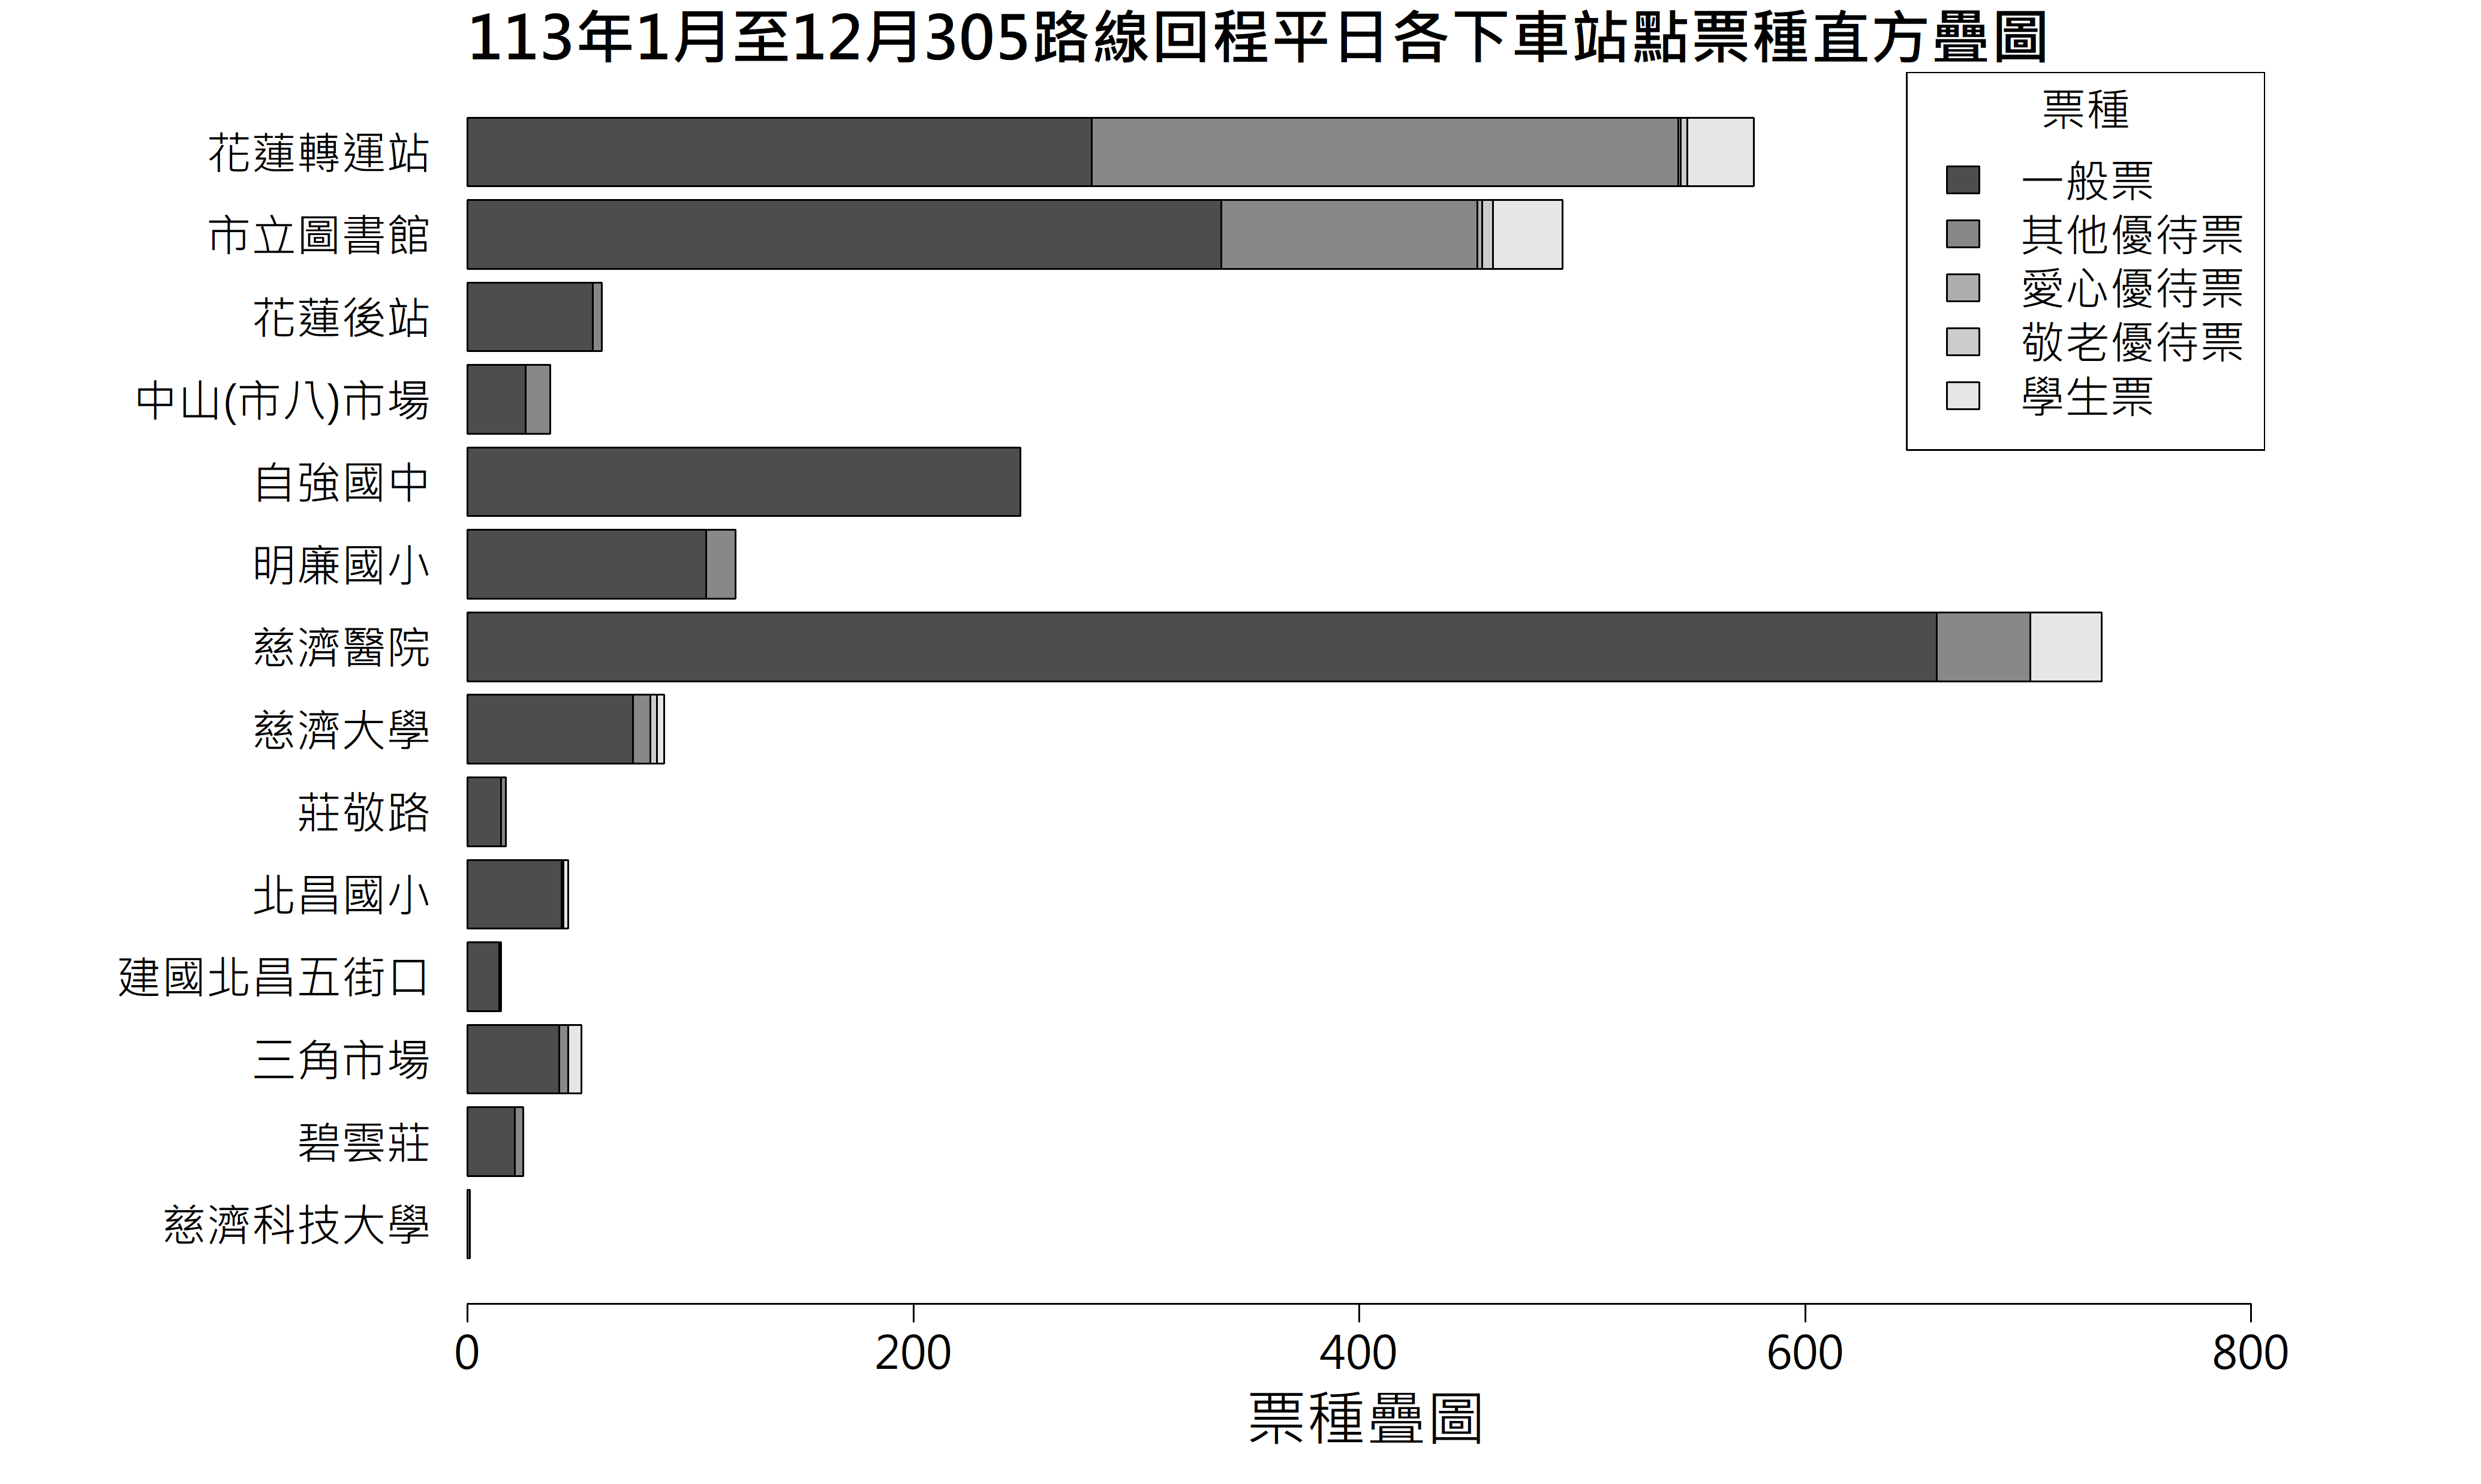 113年1月至12月305路線回程平日各下車站點票種直方疊圖
票種
一般票
其他優待票
愛心優待票
敬老優待票
學生票
花蓮轉運站
市立圖書館
花蓮後站
中山(市八)市場
自強國中
明廉國小
慈濟醫院
慈濟大學
莊敬路
北昌國小
建國北昌五街口
三角市場
碧雲莊
慈濟科技大學
0 200 400 600 800
票種疊圖